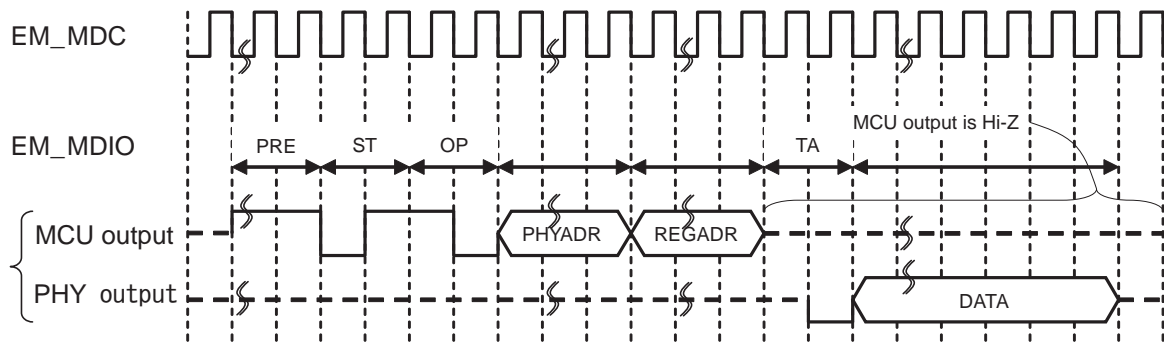 EM_MDC
MCU output is Hi-Z
EM_MDIO
PRE ST OP TA
MCU output
PHYADR REGADR
PHY output
DATA